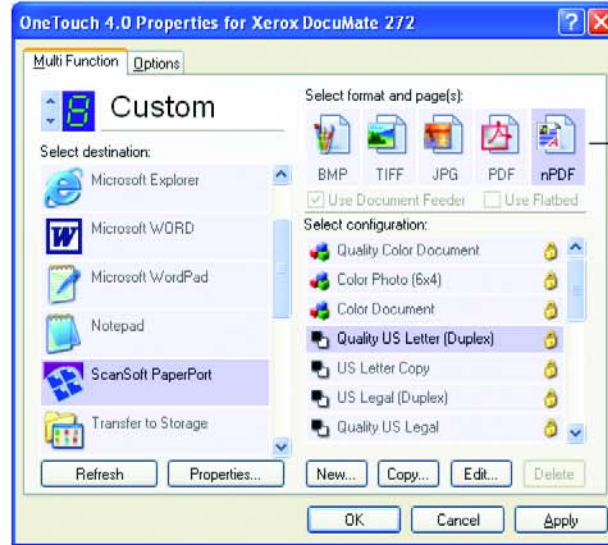 OneTouch 4.0 Properties for Xerox DocuMate 272
Multi Function Options
8 Custom
Select destination:
Microsoft Explorer
Microsoft WORD
Microsoft WordPad
Notepad
ScanSoft PaperPort
Transfer to Storage
Refresh Properties...
Select format and page(s):
BMP TIFF JPG PDF nPDF
Use Document Feeder Use Flatbed
Select configuration:
Quality Color Document
Color Photo (6x4)
Color Document
Quality US Letter (Duplex)
US Letter Copy
US Legal (Duplex)
Quality US Legal
New... Copy... Edit... Delete
OK Cancel Apply